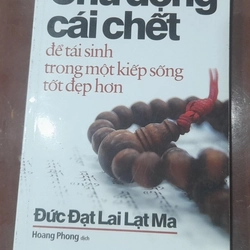 Chủ động
cái chết
để tái sinh
trong một kiếp sống
tốt đẹp hơn
Đức Đạt Lai Lạt Ma
Hoang Phong dịch